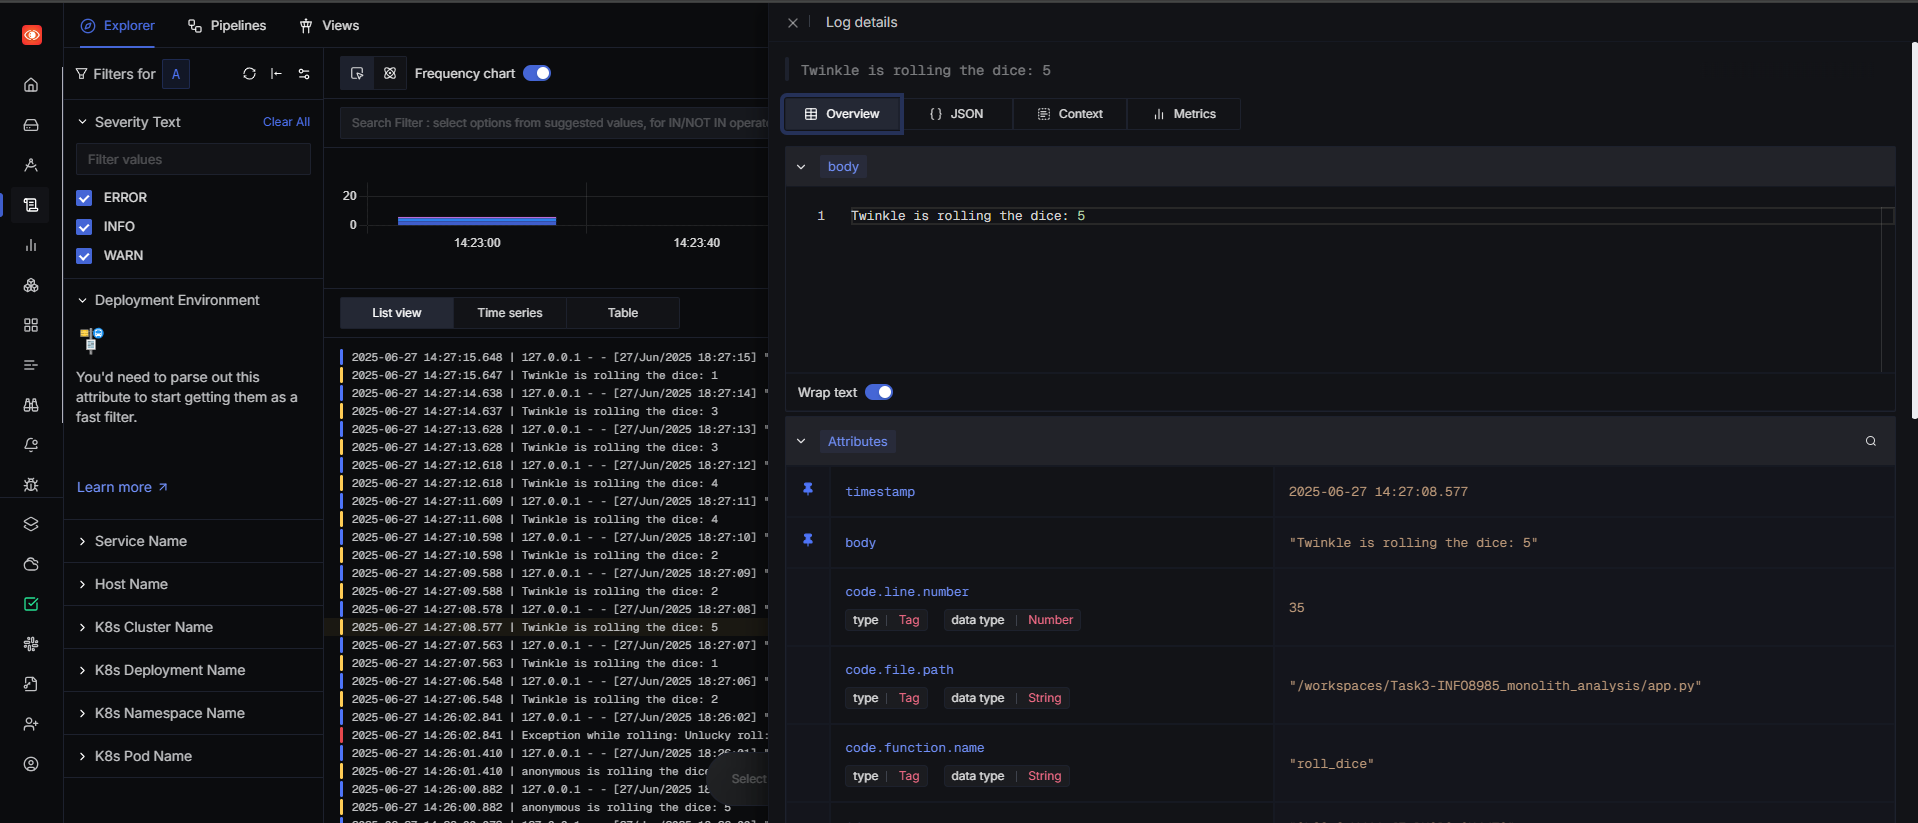 Explorer
Pipelines
Views
Filters for
A
Severity Text
Clear All
Filter values
ERROR
INFO
WARN
Deployment Environment
You'd need to parse out this
attribute to start getting them as a
fast filter.
Learn more
Service Name
Host Name
K8s Cluster Name
K8s Deployment Name
K8s Namespace Name
K8s Pod Name
Frequency chart
Search Filter : select options from suggested values, for IN/NOT IN operat
20
0
14:23:00
14:23:40
List view
Time series
Table
2025-06-27 14:27:15.648 | 127.0.0.1 - - [27/Jun/2025 18:27:15] "
2025-06-27 14:27:15.647 | Twinkle is rolling the dice: 1
2025-06-27 14:27:14.638 | 127.0.0.1 - - [27/Jun/2025 18:27:14] "
2025-06-27 14:27:14.637 | Twinkle is rolling the dice: 3
2025-06-27 14:27:13.628 | 127.0.0.1 - - [27/Jun/2025 18:27:13] "
2025-06-27 14:27:13.628 | Twinkle is rolling the dice: 3
2025-06-27 14:27:12.618 | 127.0.0.1 - - [27/Jun/2025 18:27:12] "
2025-06-27 14:27:12.618 | Twinkle is rolling the dice: 4
2025-06-27 14:27:11.609 | 127.0.0.1 - - [27/Jun/2025 18:27:11] "
2025-06-27 14:27:11.608 | Twinkle is rolling the dice: 4
2025-06-27 14:27:10.598 | 127.0.0.1 - - [27/Jun/2025 18:27:10] "
2025-06-27 14:27:10.598 | Twinkle is rolling the dice: 2
2025-06-27 14:27:09.588 | 127.0.0.1 - - [27/Jun/2025 18:27:09] "
2025-06-27 14:27:09.588 | Twinkle is rolling the dice: 2
2025-06-27 14:27:08.578 | 127.0.0.1 - - [27/Jun/2025 18:27:08] "
2025-06-27 14:27:08.577 | Twinkle is rolling the dice: 5
2025-06-27 14:27:07.563 | 127.0.0.1 - - [27/Jun/2025 18:27:07] "
2025-06-27 14:27:07.563 | Twinkle is rolling the dice: 1
2025-06-27 14:27:06.548 | 127.0.0.1 - - [27/Jun/2025 18:27:06] "
2025-06-27 14:27:06.548 | Twinkle is rolling the dice: 2
2025-06-27 14:26:02.841 | 127.0.0.1 - - [27/Jun/2025 18:26:02] "
2025-06-27 14:26:02.841 | Exception while rolling: Unlucky roll:
2025-06-27 14:26:01.410 | 127.0.0.1 - - [27/Jun/2025 18:26:01] "
2025-06-27 14:26:01.410 | anonymous is rolling the dice
2025-06-27 14:26:00.882 | 127.0.0.1 - - [27/Jun/2025 18
2025-06-27 14:26:00.882 | anonymous is rolling the dice: 5
Select
Log details
Twinkle is rolling the dice: 5
Overview
{ } JSON
Context
Metrics
body
1 Twinkle is rolling the dice: 5
Wrap text
Attributes
timestamp
2025-06-27 14:27:08.577
body
"Twinkle is rolling the dice: 5"
code.line.number
type | Tag data type | Number
35
code.file.path
type | Tag data type | String
"/workspaces/Task3-INFO8985_monolith_analysis/app.py"
code.function.name
type | Tag data type | String
"roll_dice"